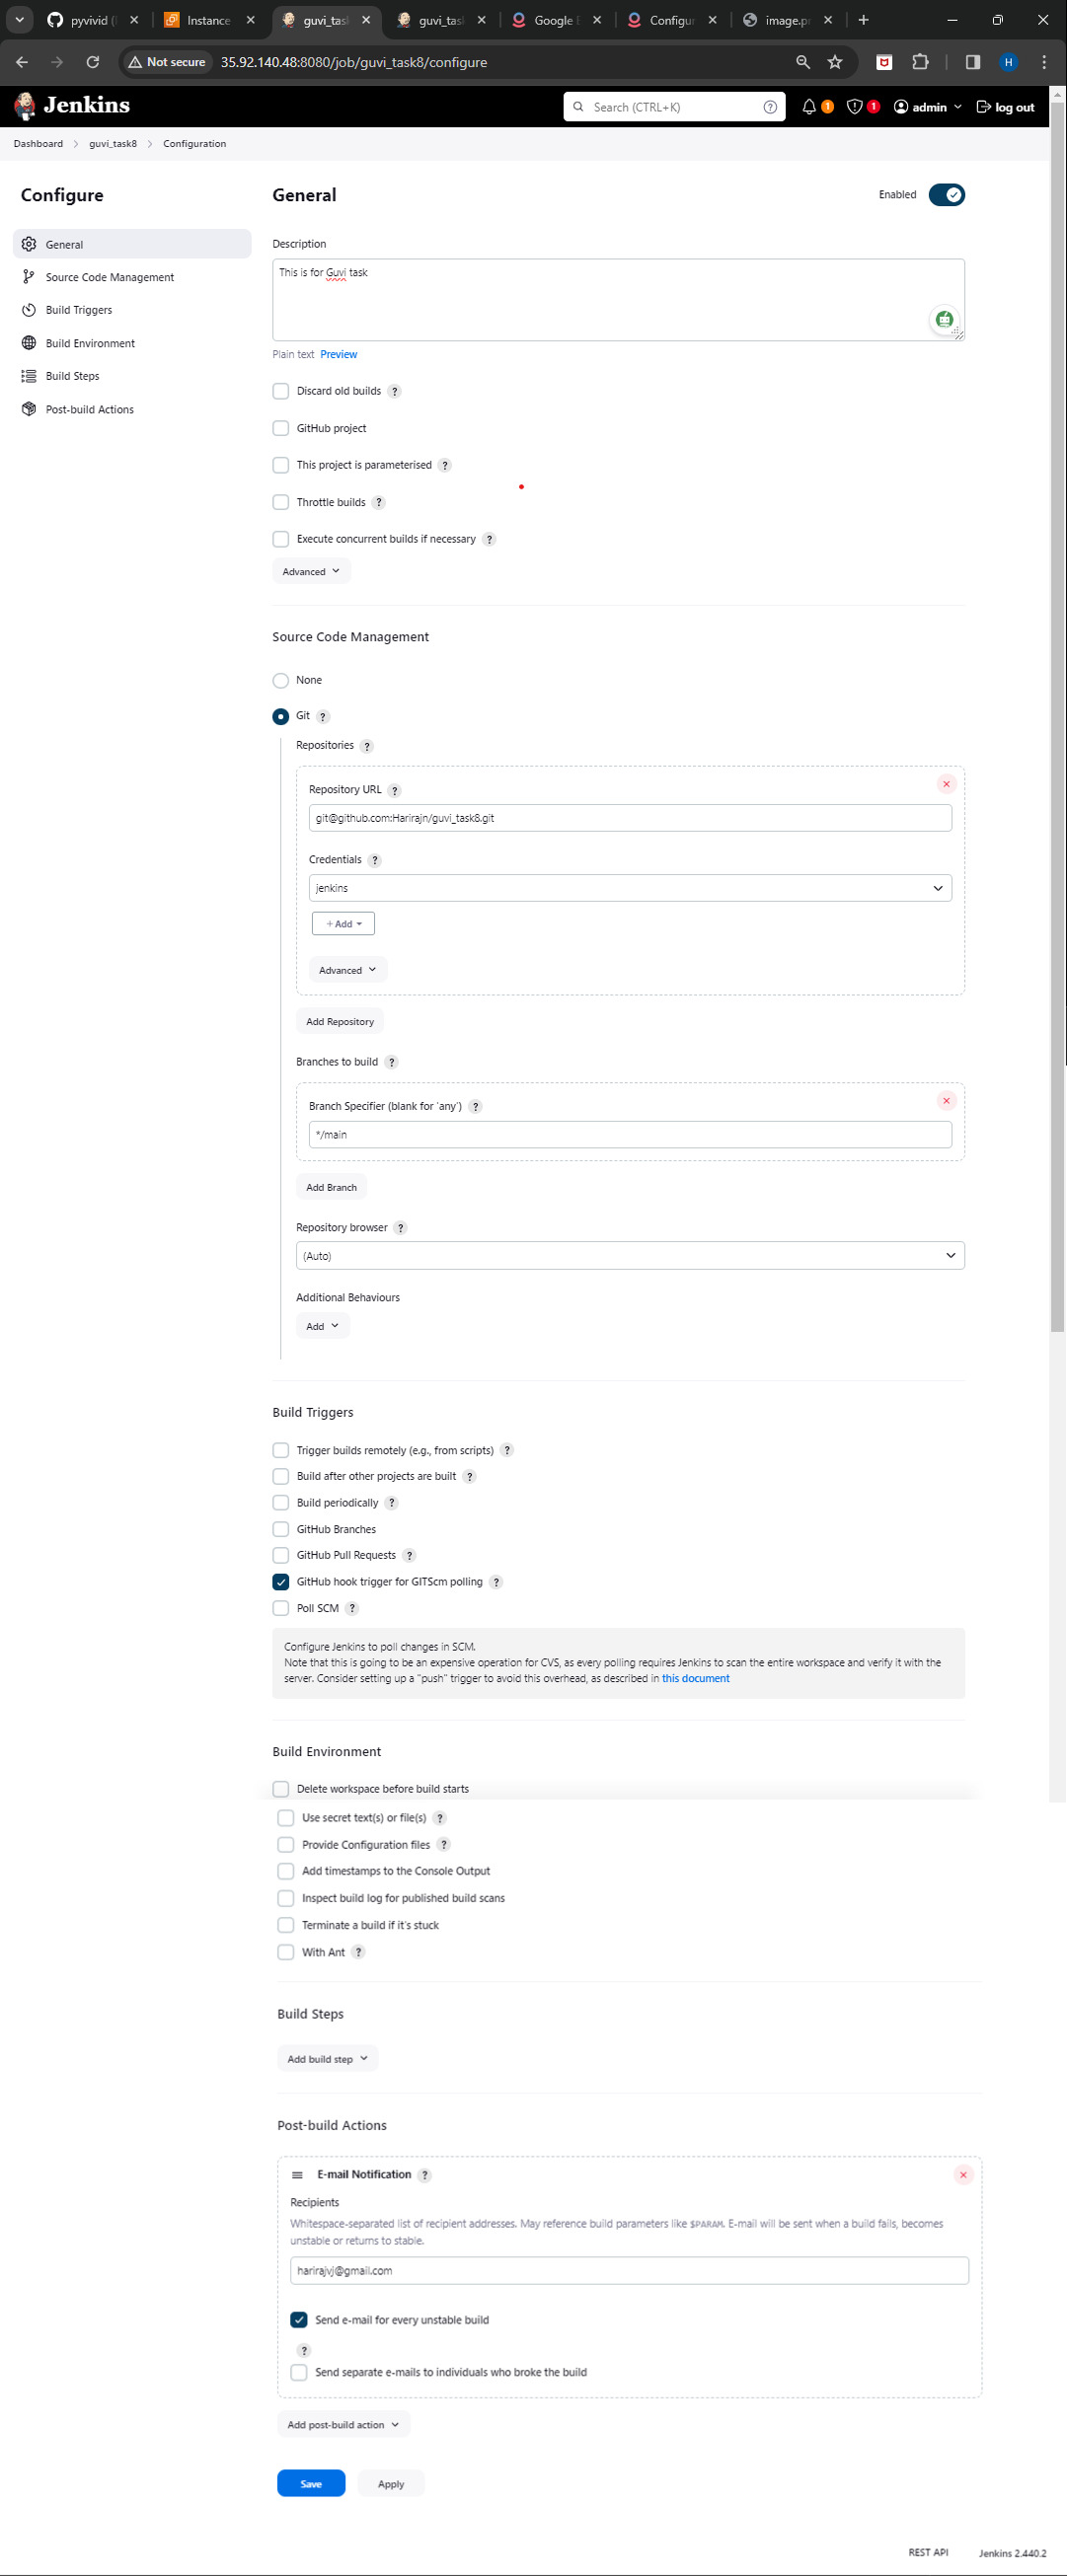 pyvivid (
Instance
guvi_tas
guvi_tas
Google
Configur
image.p
Not secure
35.92.140.48:8080/job/guvi_task8/configure
H
Jenkins
Search (CTRL+K)
?
1
1
admin
log out
Dashboard > guvi_task8 > Configuration
Configure
General
Source Code Management
Build Triggers
Build Environment
Build Steps
Post-build Actions
General
Enabled
Description
This is for Guvi task
Plain text Preview
Discard old builds ?
GitHub project
This project is parameterised ?
Throttle builds ?
Execute concurrent builds if necessary ?
Advanced
Source Code Management
None
Git ?
Repositories ?
Repository URL ?
git@github.com:Harirajn/guvi_task8.git
Credentials ?
jenkins
+ Add
Advanced
Add Repository
Branches to build ?
Branch Specifier (blank for 'any') ?
*/main
Add Branch
Repository browser ?
(Auto)
Additional Behaviours
Add
Build Triggers
Trigger builds remotely (e.g., from scripts) ?
Build after other projects are built ?
Build periodically ?
GitHub Branches
GitHub Pull Requests ?
GitHub hook trigger for GITScm polling ?
Poll SCM ?
Configure Jenkins to poll changes in SCM.
Note that this is going to be an expensive operation for CVS, as every polling requires Jenkins to scan the entire workspace and verify it with the
server. Consider setting up a "push" trigger to avoid this overhead, as described in this document
Build Environment
Delete workspace before build starts
Use secret text(s) or file(s) ?
Provide Configuration files ?
Add timestamps to the Console Output
Inspect build log for published build scans
Terminate a build if it's stuck
With Ant ?
Build Steps
Add build step
Post-build Actions
E-mail Notification ?
Recipients
Whitespace-separated list of recipient addresses. May reference build parameters like $PARAM. E-mail will be sent when a build fails, becomes
unstable or returns to stable.
harirajvj@gmail.com
Send e-mail for every unstable build
?
Send separate e-mails to individuals who broke the build
Add post-build action
Save
Apply
REST API
Jenkins 2.440.2